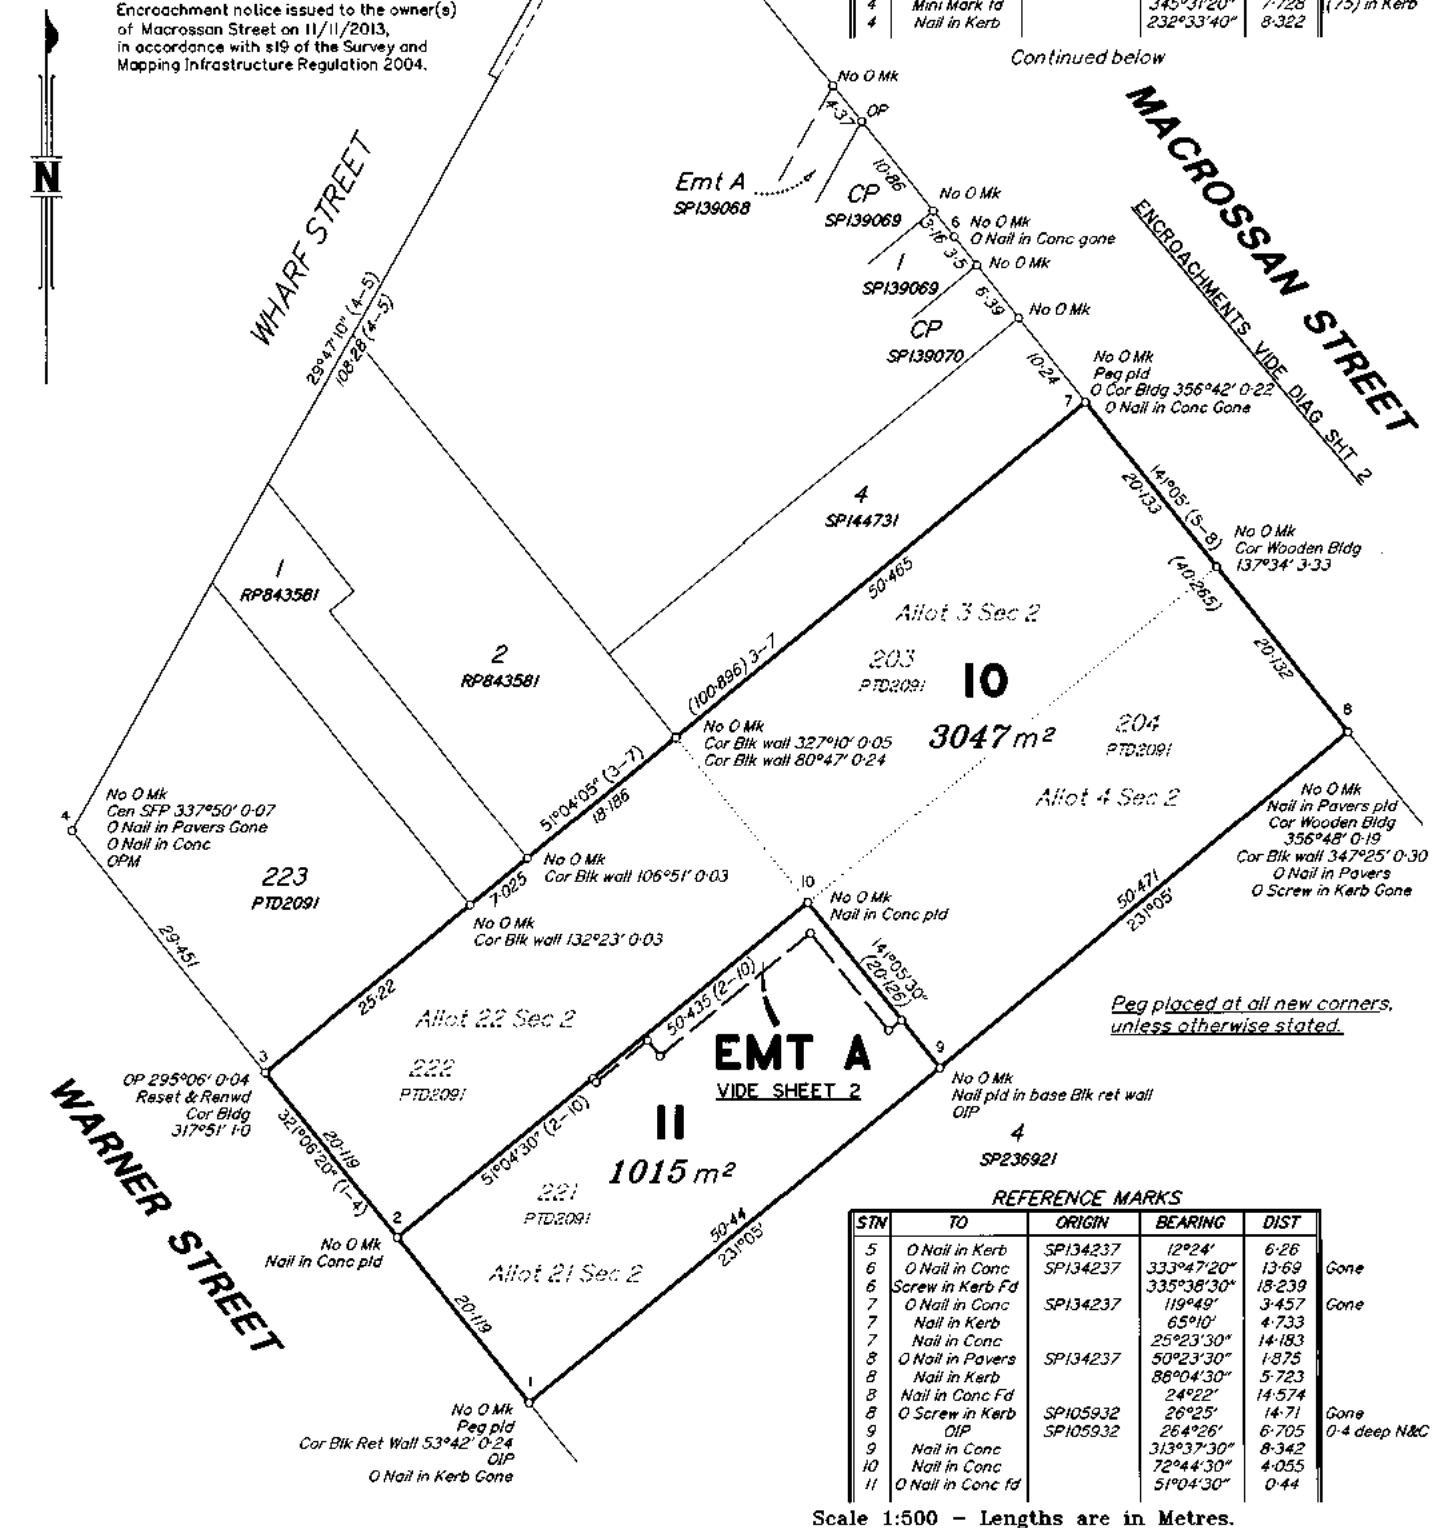 Encroachment notice issued to the owner(s)
of Macrossan Street on 11/11/2013,
in accordance with s19 of the Survey and
Mapping Infrastructure Regulation 2004.
4 Mini Mark fd 345°31'20" 7·728 (75) in Kerb
4 Nail in Kerb 232°33'40" 8·322
Continued below
N
WHARF STREET
29°47'10" (4-5)
108·28 (4-5)
MACROSSAN STREET
ENCROACHMENTS VIDE DIAG SHT 2
No O Mk
4·37
OP
10·86
Emt A
SP139068
CP
SP139069
No O Mk
3·16
6 No O Mk
O Nail in Conc gone
3·5
No O Mk
1
SP139069
6·39
No O Mk
CP
SP139070
10·24
No O Mk
Peg pld
O Cor Bldg 356°42' 0·22
7
O Nail in Conc Gone
4
SP144731
141°05' (5-8)
20·133
(40·265)
No O Mk
Cor Wooden Bldg
137°34' 3·33
20·132
1
RP843581
2
RP843581
50·465
(100·896) 3-7
Allot 3 Sec 2
203
PTD2091
10
3047 m²
204
PTD2091
Allot 4 Sec 2
8
No O Mk
Cor Blk wall 327°10' 0·05
Cor Blk wall 80°47' 0·24
51°04'05" (3-7)
18·186
No O Mk
Nail in Pavers pld
Cor Wooden Bldg
356°48' 0·19
Cor Blk wall 347°25' 0·30
O Nail in Pavers
O Screw in Kerb Gone
4
No O Mk
Cen SFP 337°50' 0·07
O Nail in Pavers Gone
O Nail in Conc
OPM
223
PTD2091
29·451
No O Mk
Cor Blk wall 106°51' 0·03
7·025
No O Mk
Cor Blk wall 132°23' 0·03
10
No O Mk
Nail in Conc pld
50·471
231°05'
25·22
Allot 22 Sec 2
222
PTD2091
50·435 (2-10)
141°05'30"
(20·126)
EMT A
VIDE SHEET 2
Peg placed at all new corners,
unless otherwise stated.
3
OP 295°06' 0·04
Reset & Renwd
Cor Bldg
317°51' 1·0
9
No O Mk
Nail pld in base Blk ret wall
OIP
4
SP236921
WARNER STREET
20·119
321°06'20" (1-4)
51°04'30" (2-10)
11
1015 m²
221
PTD2091
Allot 21 Sec 2
50·44
231°05'
2
No O Mk
Nail in Conc pld
20·119
1
No O Mk
Peg pld
Cor Blk Ret Wall 53°42' 0·24
OIP
O Nail in Kerb Gone
REFERENCE MARKS
STN TO ORIGIN BEARING DIST
5 O Nail in Kerb SP134237 12°24' 6·26
6 O Nail in Conc SP134237 333°47'20" 13·69 Gone
6 Screw in Kerb Fd 335°38'30" 18·239
7 O Nail in Conc SP134237 119°49' 3·457 Gone
7 Nail in Kerb 65°10' 4·733
7 Nail in Conc 25°23'30" 14·183
8 O Nail in Pavers SP134237 50°23'30" 1·875
8 Nail in Kerb 88°04'30" 5·723
8 Nail in Conc Fd 24°22' 14·574
8 O Screw in Kerb SP105932 26°25' 14·71 Gone
9 OIP SP105932 264°26' 6·705 0·4 deep N&C
9 Nail in Conc 313°37'30" 8·342
10 Nail in Conc 72°44'30" 4·055
11 O Nail in Conc fd 51°04'30" 0·44
Scale 1:500 - Lengths are in Metres.